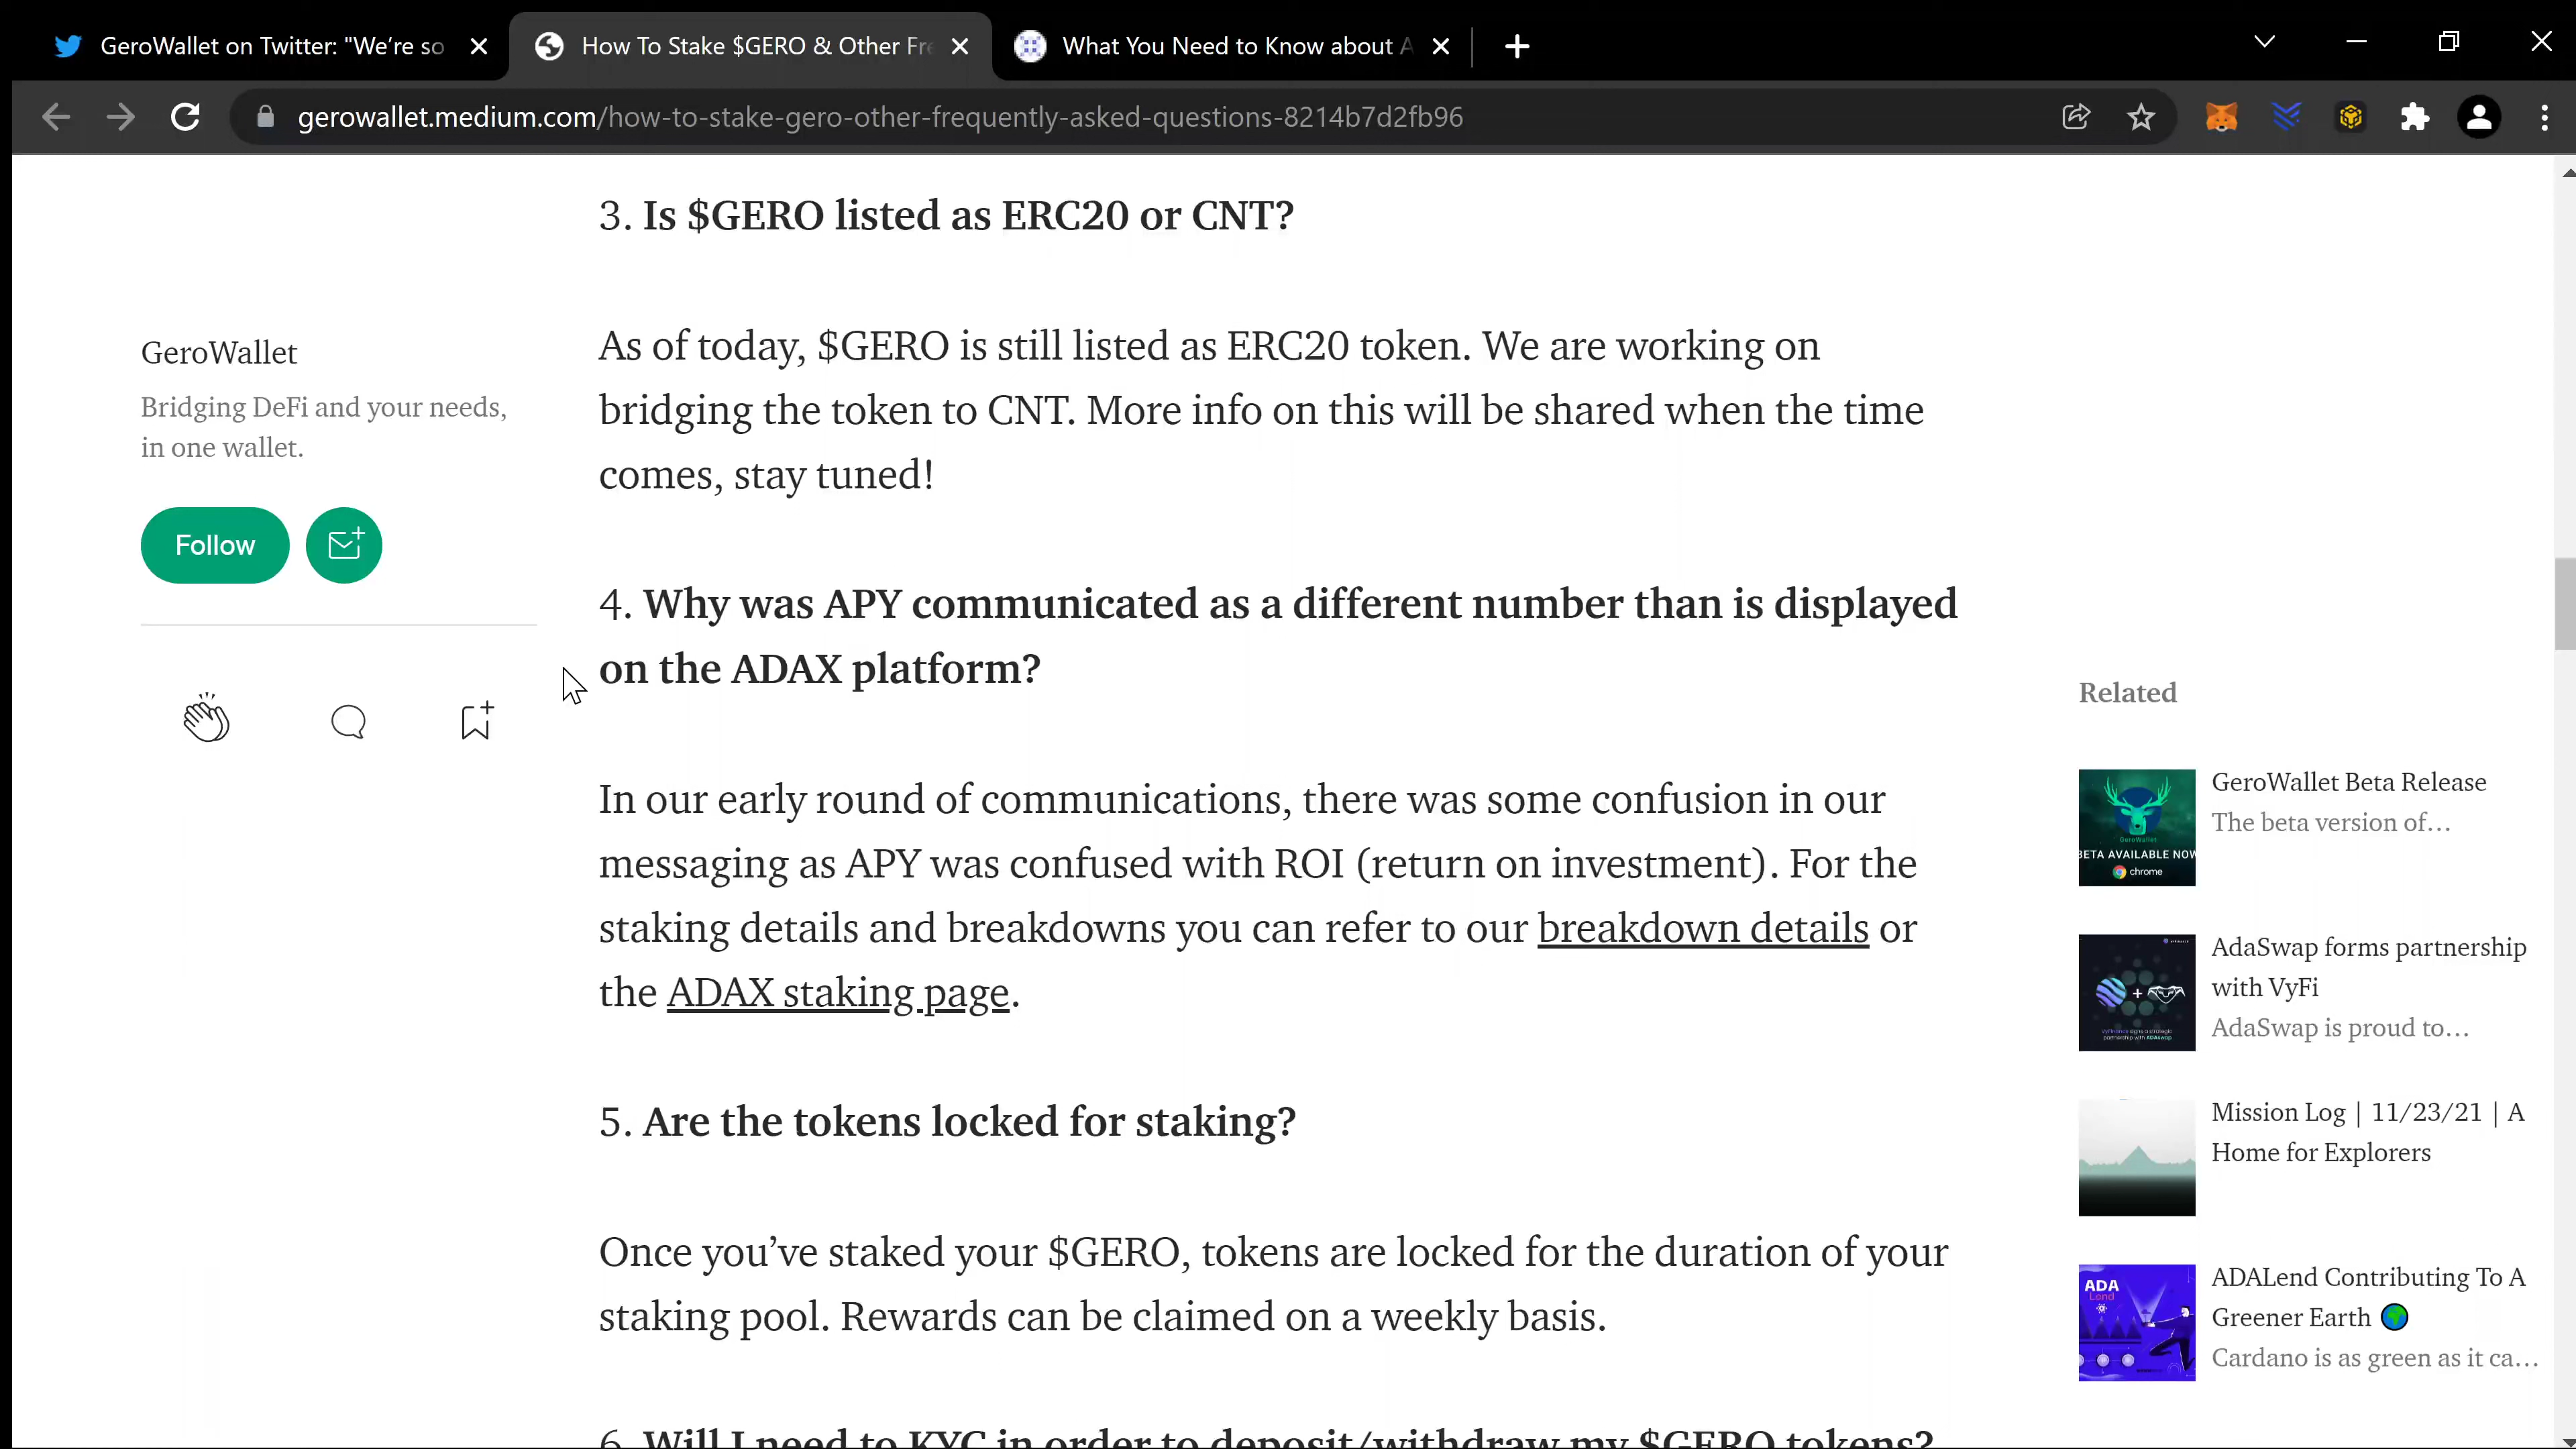 GeroWallet on Twitter: "We're so
How To Stake $GERO & Other Fre
What You Need to Know about A
gerowallet.medium.com/how-to-stake-gero-other-frequently-asked-questions-8214b7d2fb96
GeroWallet
Bridging DeFi and your needs,
in one wallet.
Follow
3. Is $GERO listed as ERC20 or CNT?
As of today, $GERO is still listed as ERC20 token. We are working on
bridging the token to CNT. More info on this will be shared when the time
comes, stay tuned!
4. Why was APY communicated as a different number than is displayed
on the ADAX platform?
In our early round of communications, there was some confusion in our
messaging as APY was confused with ROI (return on investment). For the
staking details and breakdowns you can refer to our breakdown details or
the ADAX staking page.
5. Are the tokens locked for staking?
Once you've staked your $GERO, tokens are locked for the duration of your
staking pool. Rewards can be claimed on a weekly basis.
6. Will I need to KYC in order to deposit/withdraw my $GERO tokens?
Related
GeroWallet
BETA AVAILABLE NOW
chrome
GeroWallet Beta Release
The beta version of…
AdaSwap forms partnership
with VyFi
AdaSwap is proud to…
Mission Log | 11/23/21 | A
Home for Explorers
ADA
Lend
ADALend Contributing To A
Greener Earth 🌍
Cardano is as green as it ca…